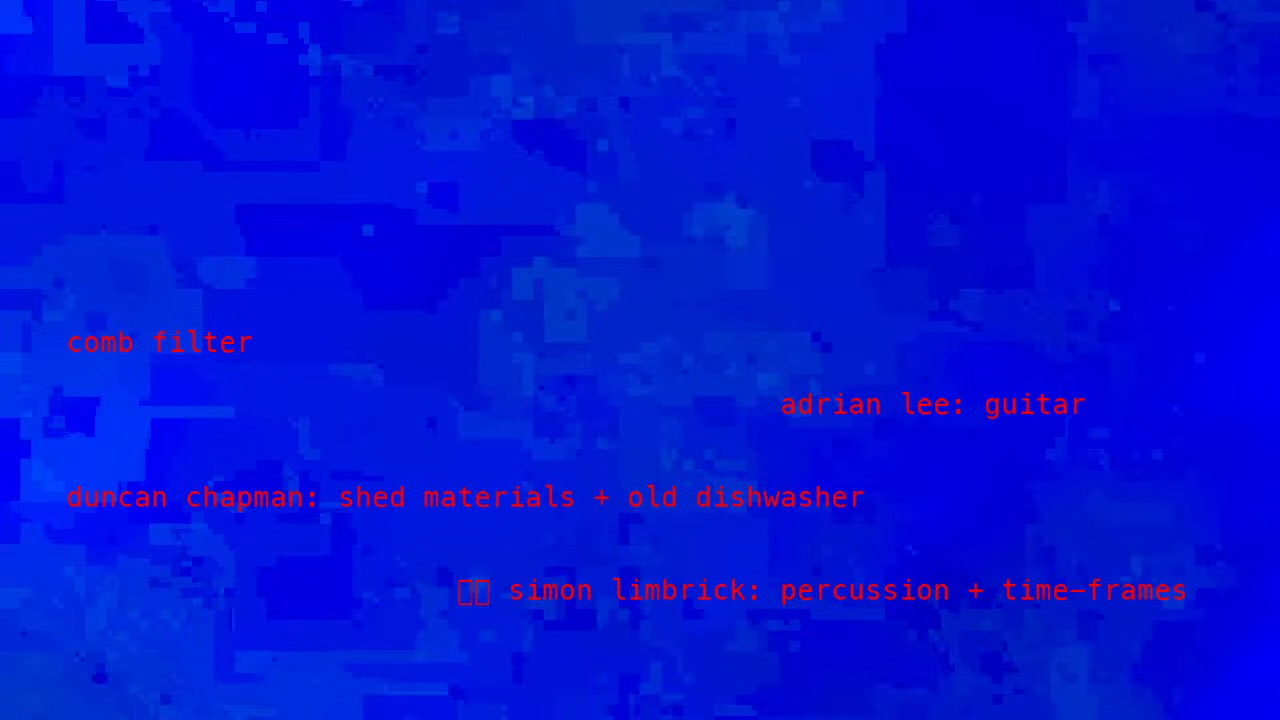 comb filter
adrian lee: guitar
duncan chapman: shed materials + old dishwasher
simon limbrick: percussion + time-frames